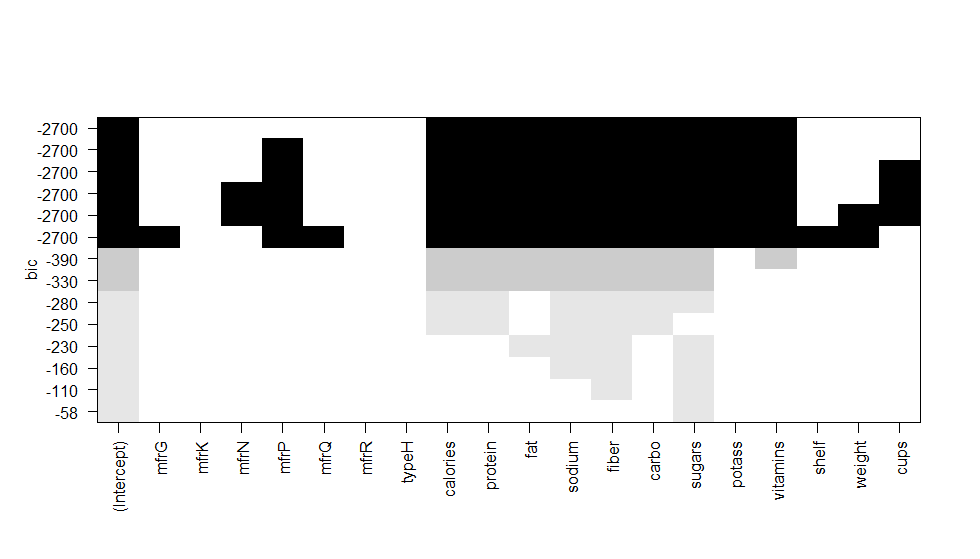 bic
-2700
-2700
-2700
-2700
-2700
-2700
-390
-330
-280
-250
-230
-160
-110
-58
(Intercept)
mfrG
mfrK
mfrN
mfrP
mfrQ
mfrR
typeH
calories
protein
fat
sodium
fiber
carbo
sugars
potass
vitamins
shelf
weight
cups